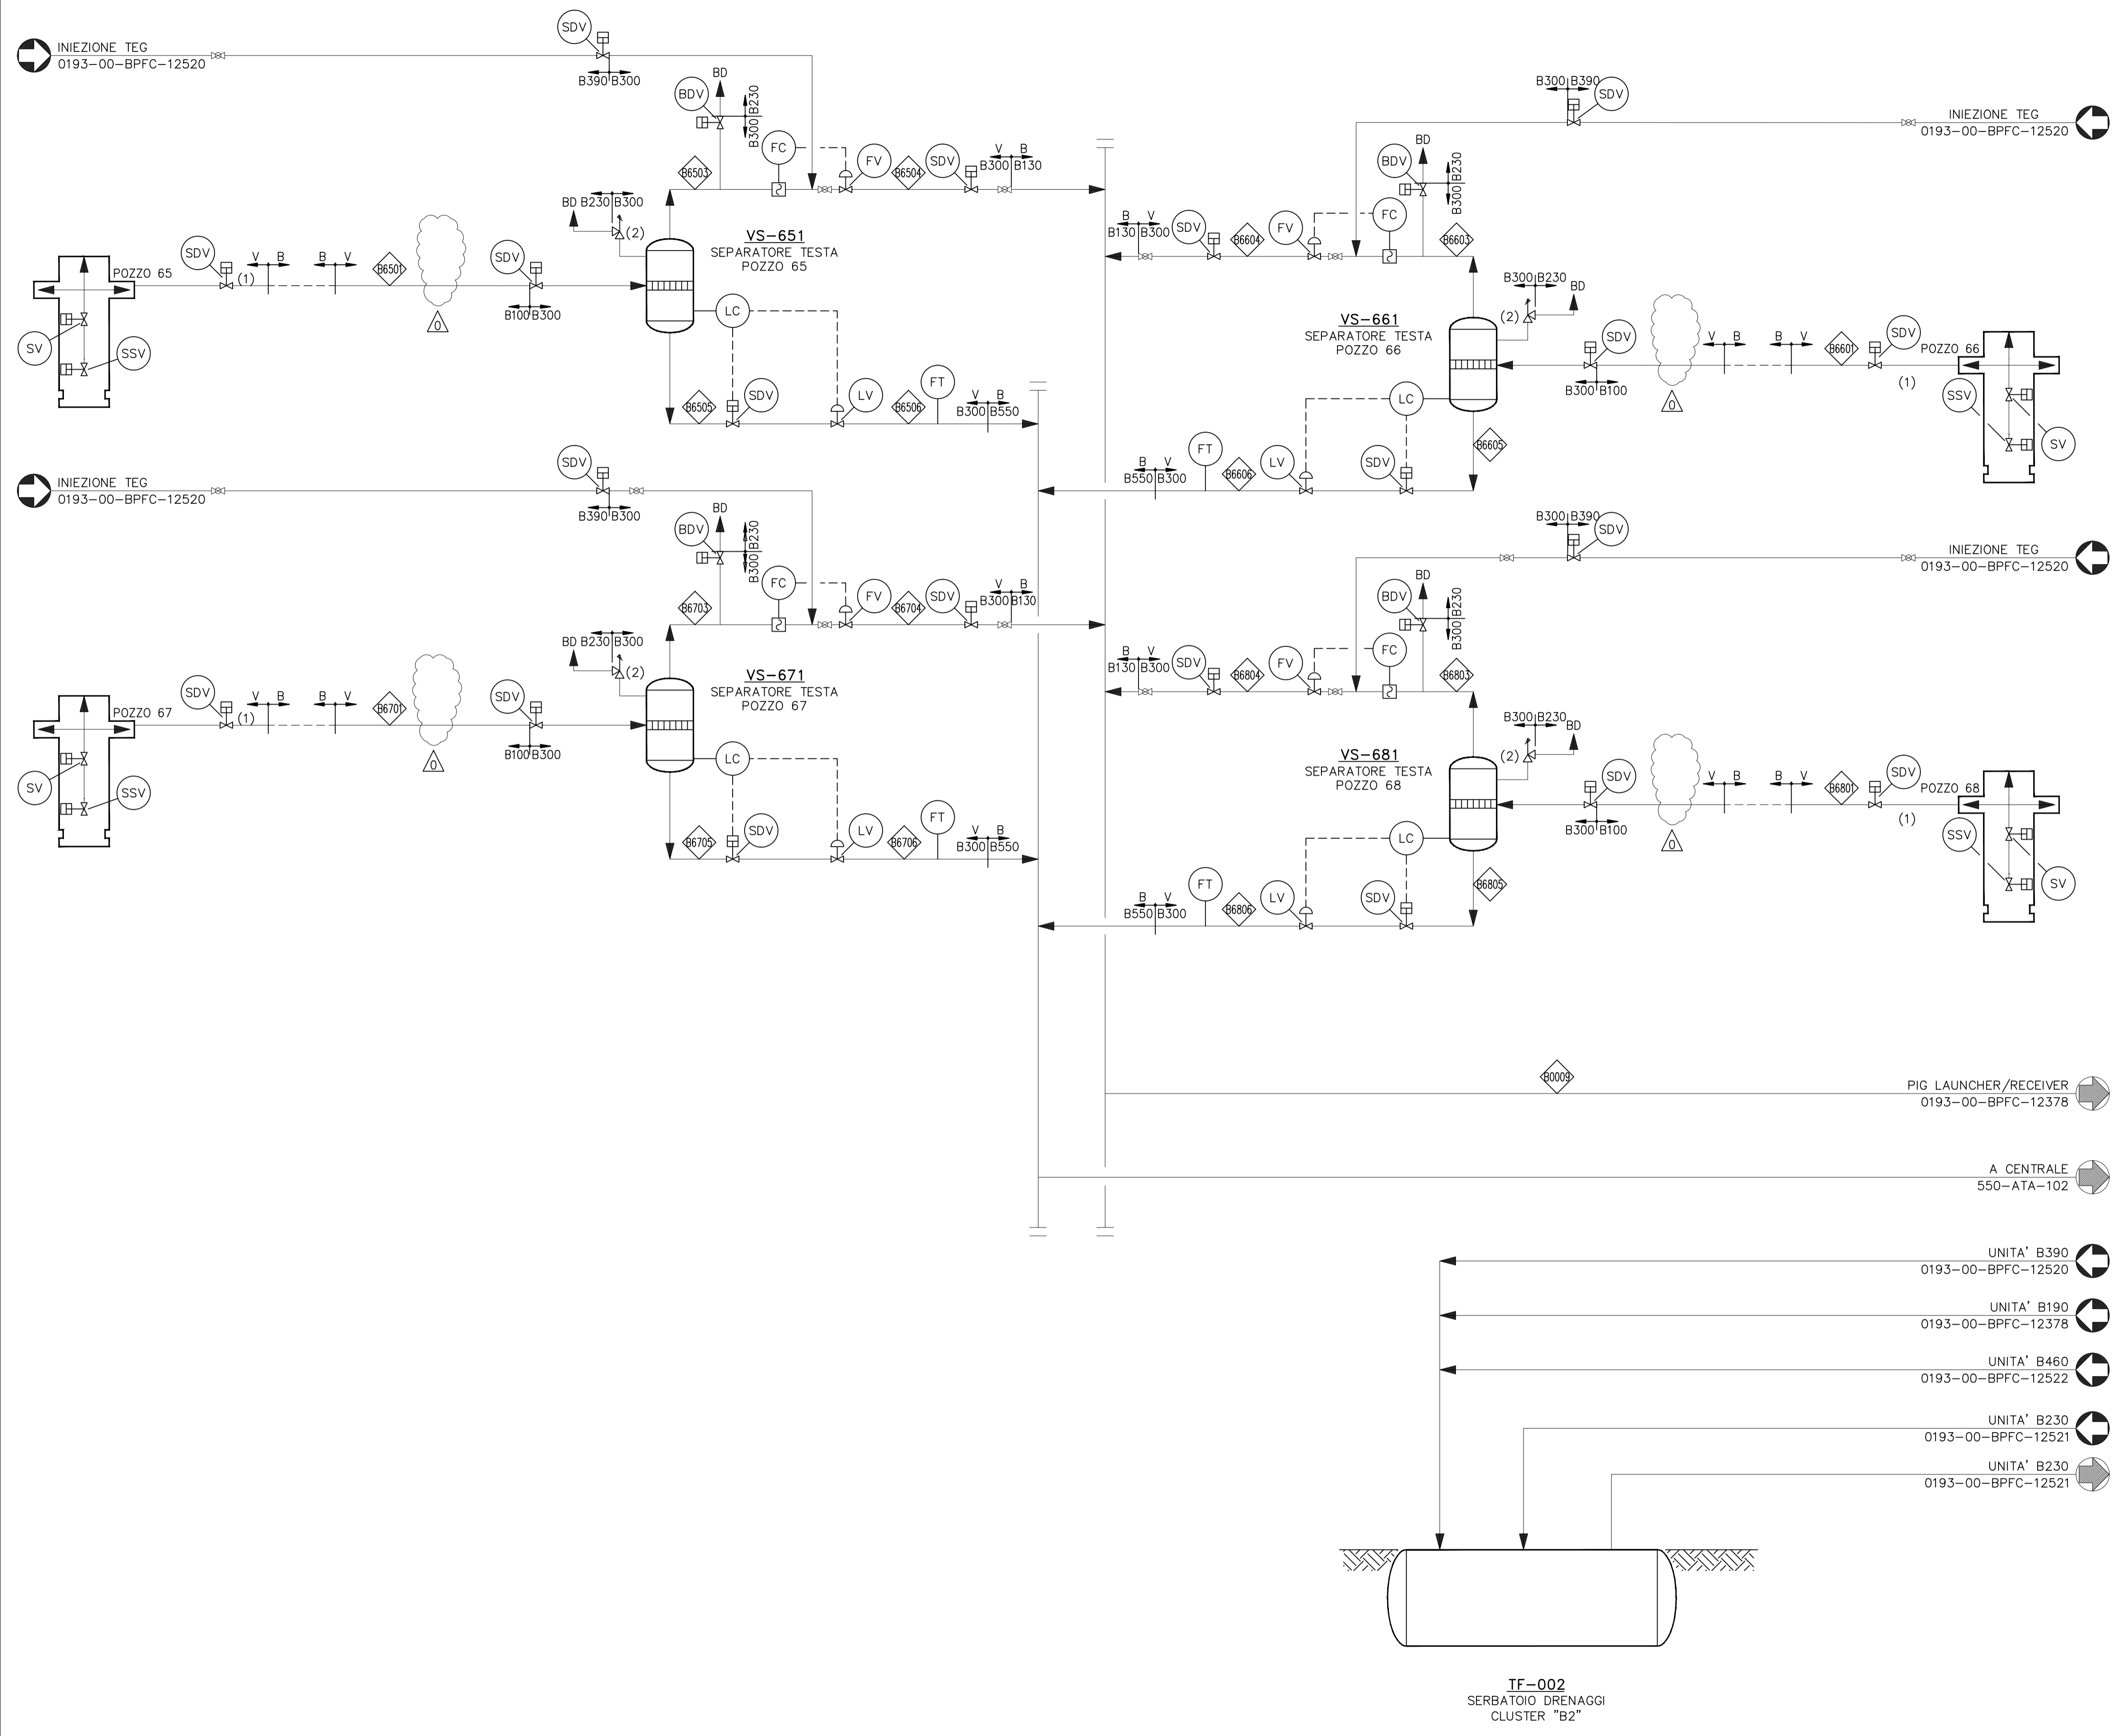 SDV
INIEZIONE TEG
0193-00-BPFC-12520
B390 B300
BD
BDV
B300 B230
FC
FV
SDV
B6503
B6504
V B
B300 B130
BD B230 B300
(2)
VS-651
SEPARATORE TESTA
POZZO 65
POZZO 65
SDV
(1)
V B
B V
B6501
0
SDV
B100 B300
SV
SSV
LC
B6505
SDV
LV
B6506
FT
V B
B300 B550
B300 B390
SDV
INIEZIONE TEG
0193-00-BPFC-12520
BD
BDV
B300 B230
FC
FV
SDV
B6603
B6604
B V
B130 B300
B300 B230
BD
(2)
VS-661
SEPARATORE TESTA
POZZO 66
SDV
B300 B100
0
V B
B V
B6601
SDV
POZZO 66
(1)
SSV
SV
LC
B6605
SDV
LV
B6606
FT
B V
B550 B300
SDV
INIEZIONE TEG
0193-00-BPFC-12520
B390 B300
BD
BDV
B300 B230
FC
FV
SDV
B6703
B6704
V B
B300 B130
BD B230 B300
(2)
VS-671
SEPARATORE TESTA
POZZO 67
POZZO 67
SDV
(1)
V B
B V
B6701
0
SDV
B100 B300
SV
SSV
LC
B6705
SDV
LV
B6706
FT
V B
B300 B550
B300 B390
SDV
INIEZIONE TEG
0193-00-BPFC-12520
BD
BDV
B300 B230
FC
FV
SDV
B6803
B6804
B V
B130 B300
B300 B230
BD
(2)
VS-681
SEPARATORE TESTA
POZZO 68
SDV
B300 B100
0
V B
B V
B6801
SDV
POZZO 68
(1)
SSV
SV
LC
B6805
SDV
LV
B6806
FT
B V
B550 B300
B0009
PIG LAUNCHER/RECEIVER
0193-00-BPFC-12378
A CENTRALE
550-ATA-102
UNITA' B390
0193-00-BPFC-12520
UNITA' B190
0193-00-BPFC-12378
UNITA' B460
0193-00-BPFC-12522
UNITA' B230
0193-00-BPFC-12521
UNITA' B230
0193-00-BPFC-12521
TF-002
SERBATOIO DRENAGGI
CLUSTER "B2"